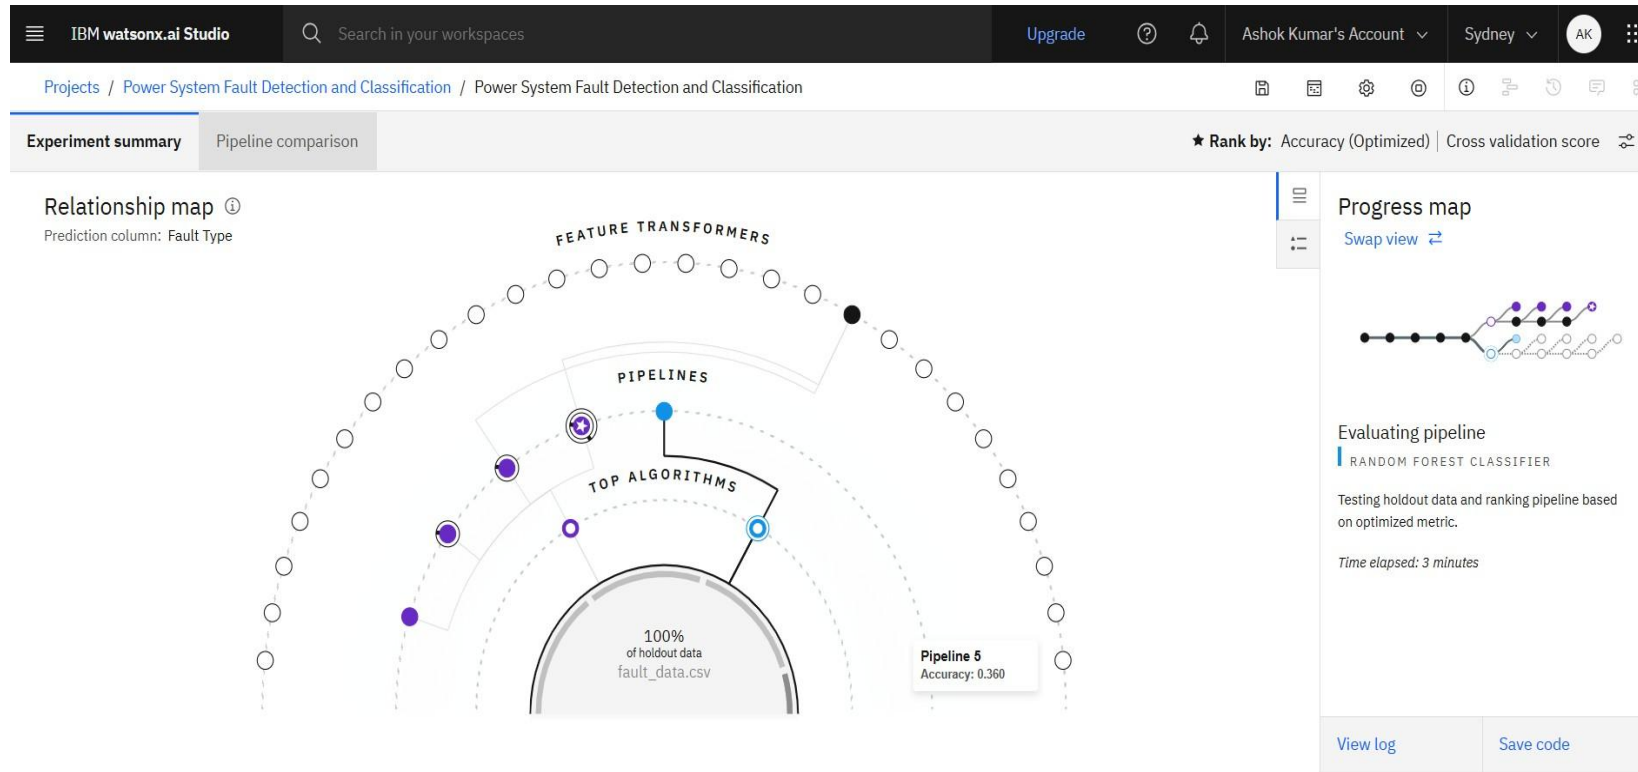 IBM watsonx.ai Studio
Search in your workspaces
Upgrade
Ashok Kumar's Account
Sydney
AK
Projects / Power System Fault Detection and Classification / Power System Fault Detection and Classification
Experiment summary
Pipeline comparison
Rank by: Accuracy (Optimized) | Cross validation score
Relationship map
Prediction column: Fault Type
FEATURE TRANSFORMERS
PIPELINES
TOP ALGORITHMS
100%
of holdout data
fault_data.csv
Pipeline 5
Accuracy: 0.360
Progress map
Swap view
Evaluating pipeline
RANDOM FOREST CLASSIFIER
Testing holdout data and ranking pipeline based
on optimized metric.
Time elapsed: 3 minutes
View log
Save code